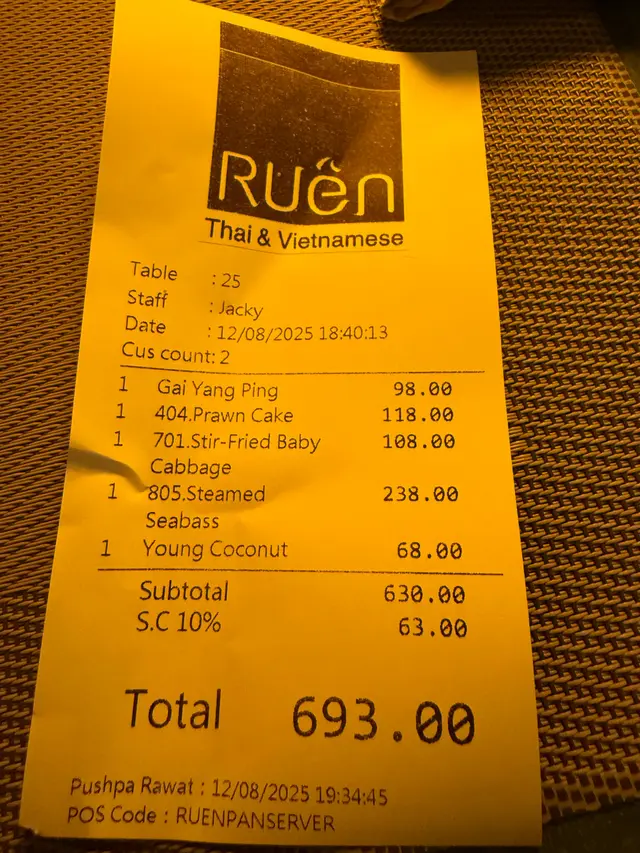 Ruên
Thai & Vietnamese
Table : 25
Staff : Jacky
Date : 12/08/2025 18:40:13
Cus count: 2
1 Gai Yang Ping 98.00
1 404.Prawn Cake 118.00
1 701.Stir-Fried Baby 108.00
Cabbage
1 805.Steamed 238.00
Seabass
1 Young Coconut 68.00
Subtotal 630.00
S.C 10% 63.00
Total 693.00
Pushpa Rawat : 12/08/2025 19:34:45
POS Code : RUENPANSERVER